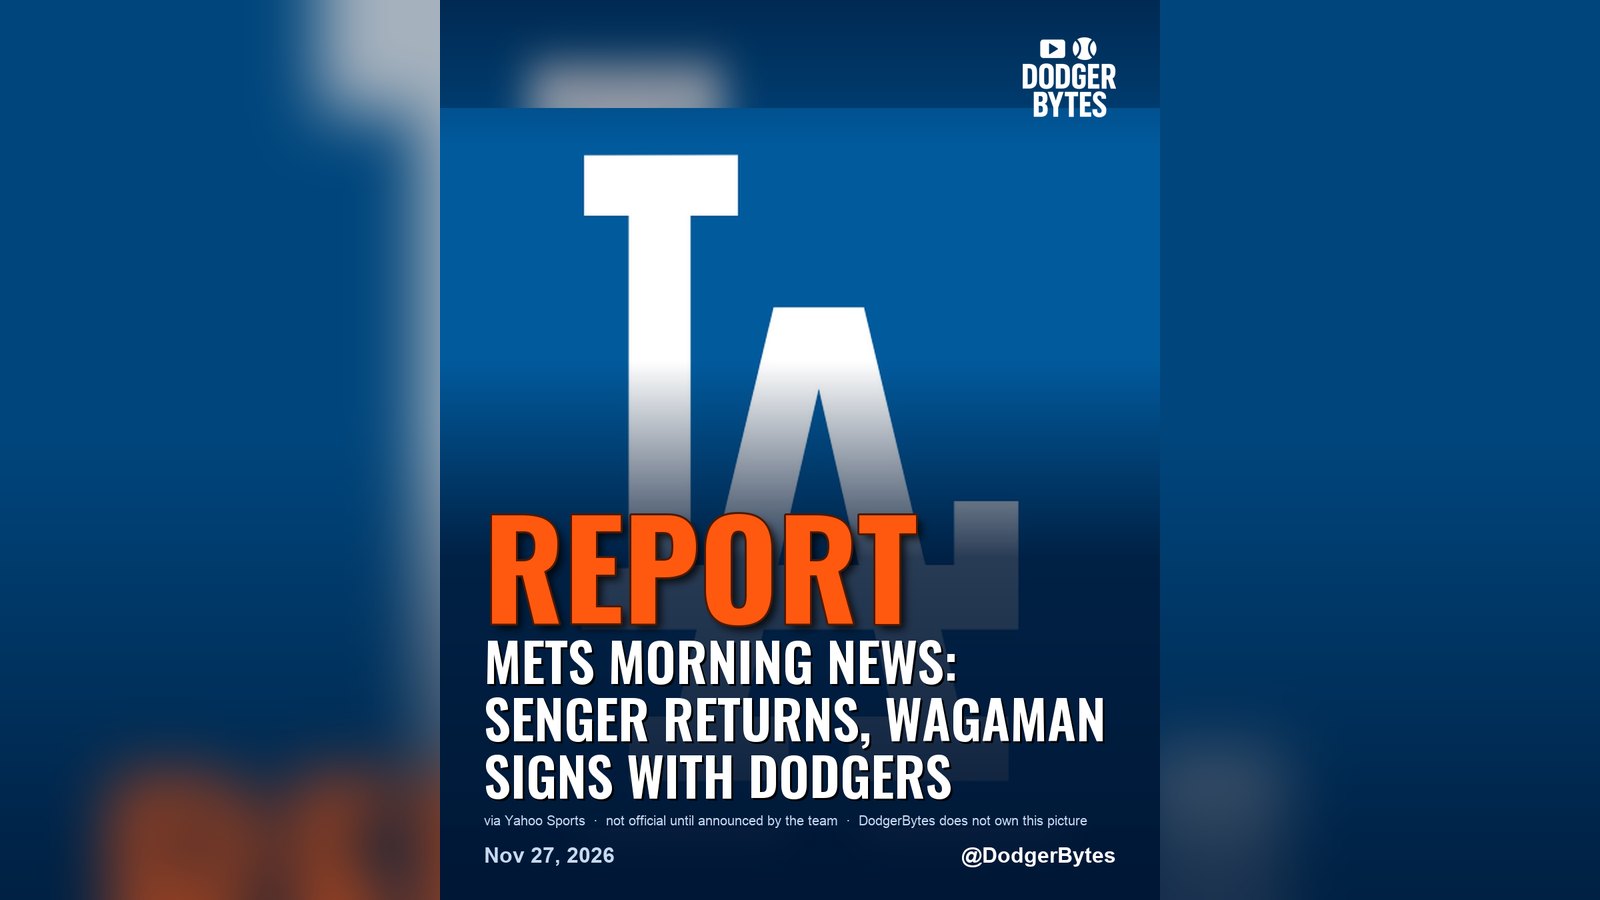 DODGER
BYTES
LA
REPORT
METS MORNING NEWS:
SENGER RETURNS, WAGAMAN
SIGNS WITH DODGERS
via Yahoo Sports · not official until announced by the team · DodgerBytes does not own this picture
Nov 27, 2026
@DodgerBytes